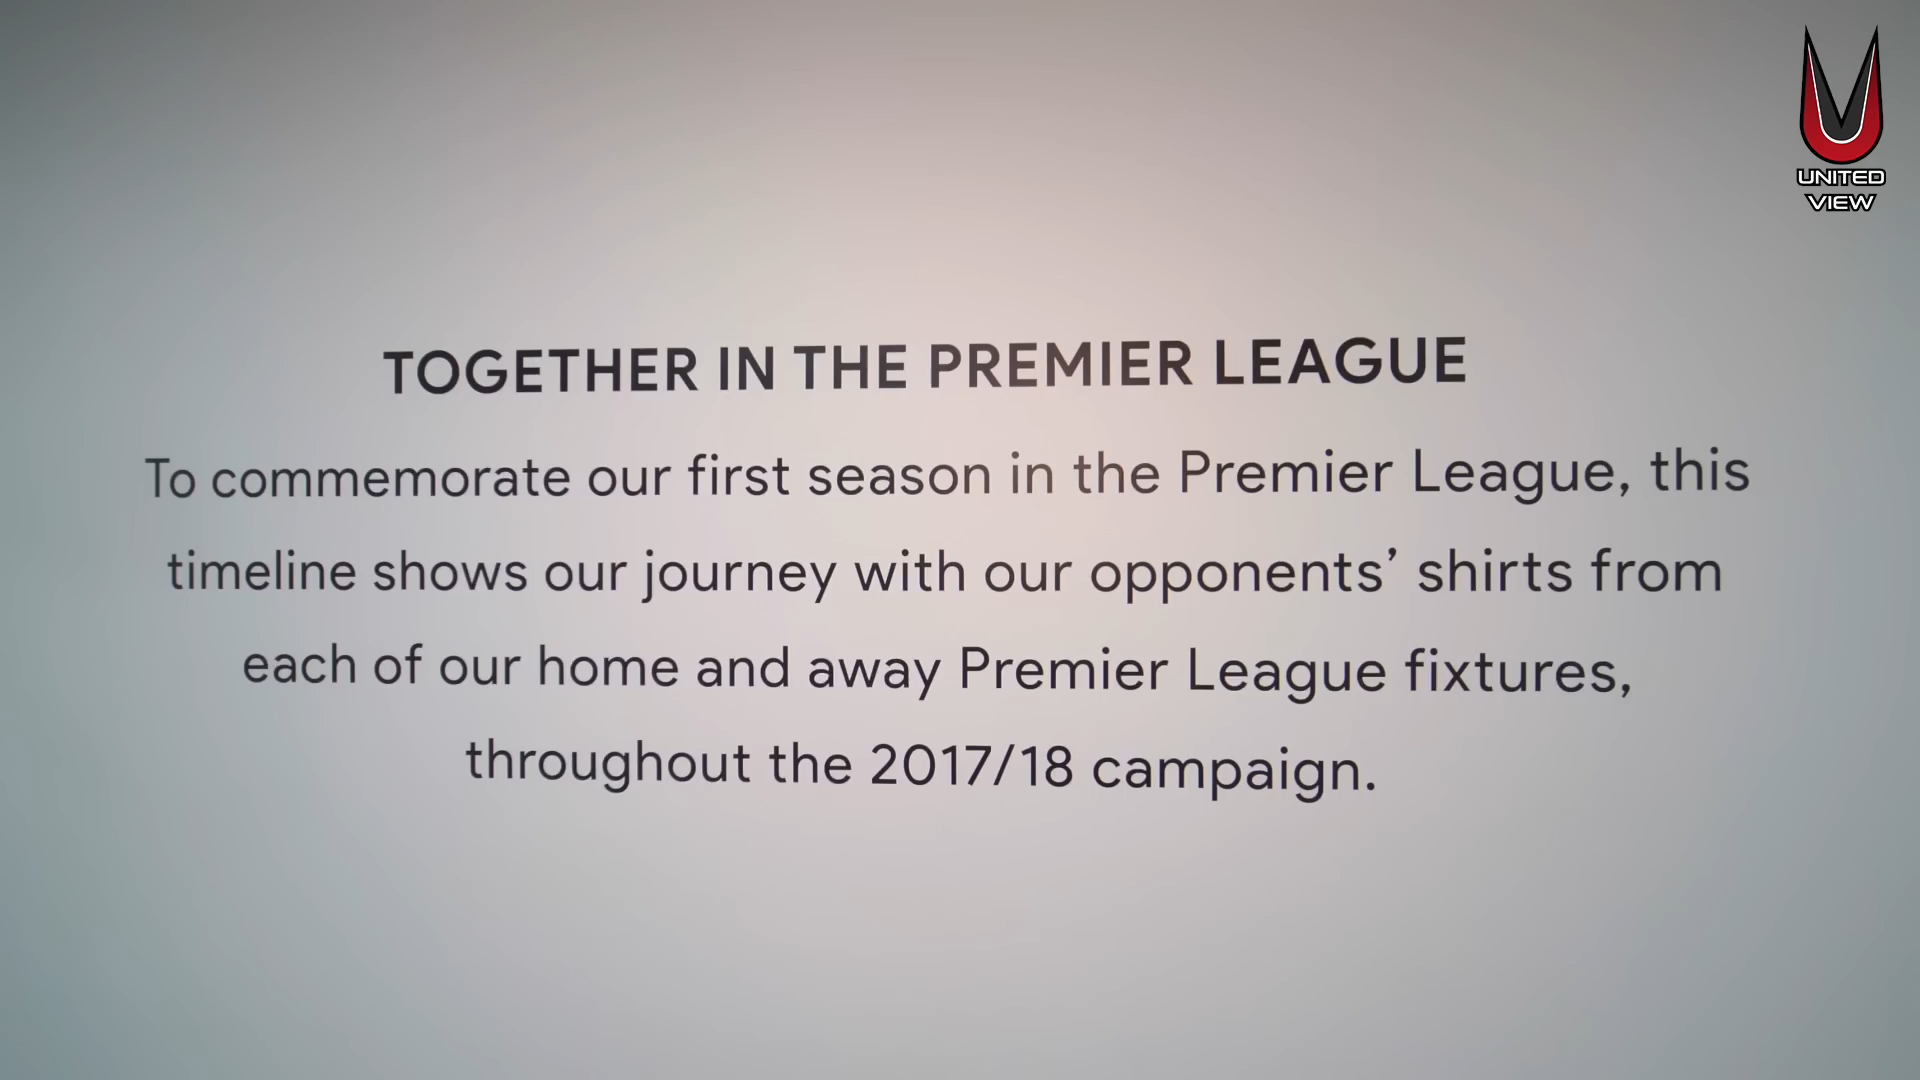 UNITED
VIEW
TOGETHER IN THE PREMIER LEAGUE
To commemorate our first season in the Premier League, this
timeline shows our journey with our opponents’ shirts from
each of our home and away Premier League fixtures,
throughout the 2017/18 campaign.